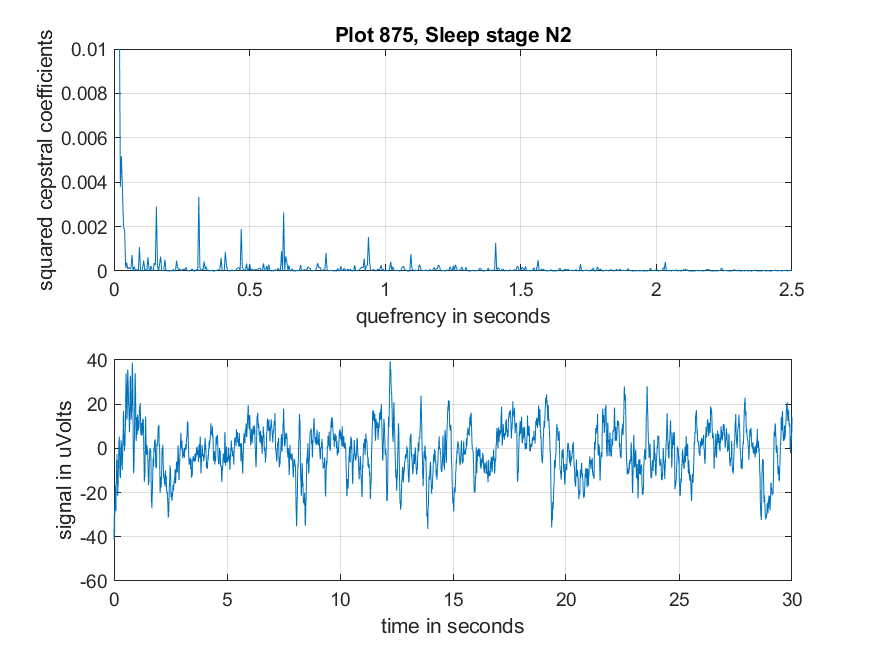 Plot 875, Sleep stage N2
squared cepstral coefficients
0.01
0.008
0.006
0.004
0.002
0
0 0.5 1 1.5 2 2.5
quefrency in seconds
signal in uVolts
40
20
0
-20
-40
-60
0 5 10 15 20 25 30
time in seconds